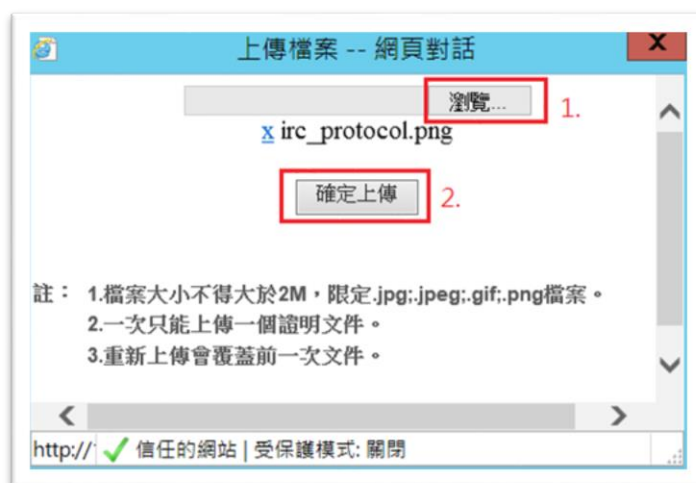 上傳檔案 -- 網頁對話
X
瀏覽...
1.
x irc_protocol.png
確定上傳
2.
註： 1.檔案大小不得大於2M，限定.jpg;.jpeg;.gif;.png檔案。
2.一次只能上傳一個證明文件。
3.重新上傳會覆蓋前一次文件。
http://
信任的網站 | 受保護模式: 關閉